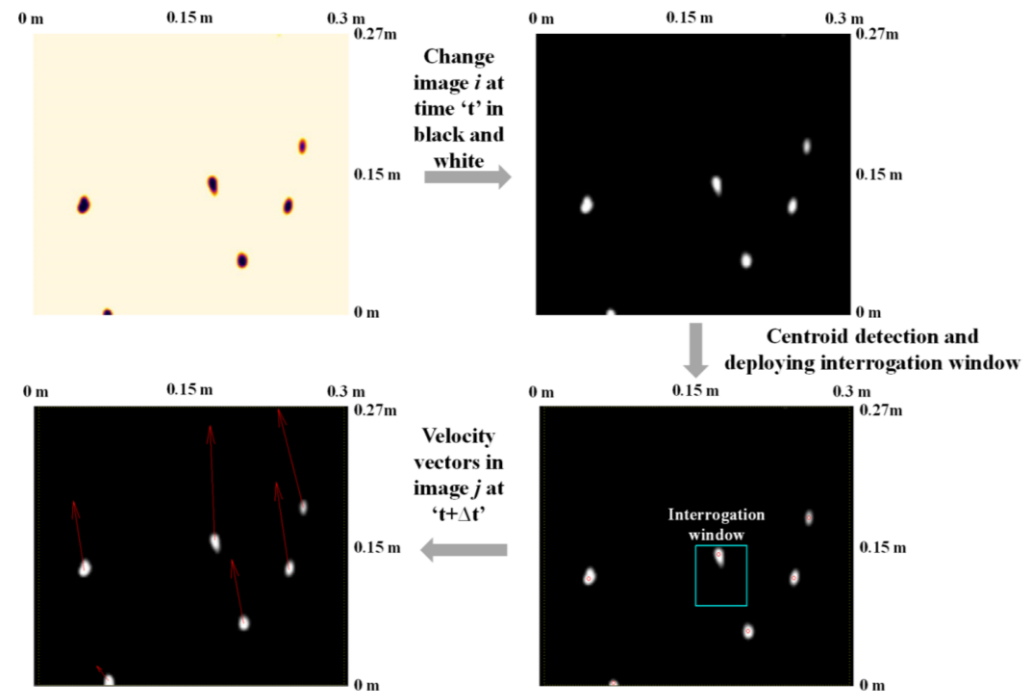 0 m 0.15 m 0.3 m
0.27m
0.15 m
0 m
Change
image i at
time ‘t’ in
black and
white
0 m 0.15 m 0.3 m
0.27m
0.15 m
0 m
Centroid detection and
deploying interrogation window
0 m 0.15 m 0.3 m
0.27m
0.15 m
0 m
Interrogation
window
Velocity
vectors in
image j at
‘t+Δt’
0 m 0.15 m 0.3 m
0.27m
0.15 m
0 m